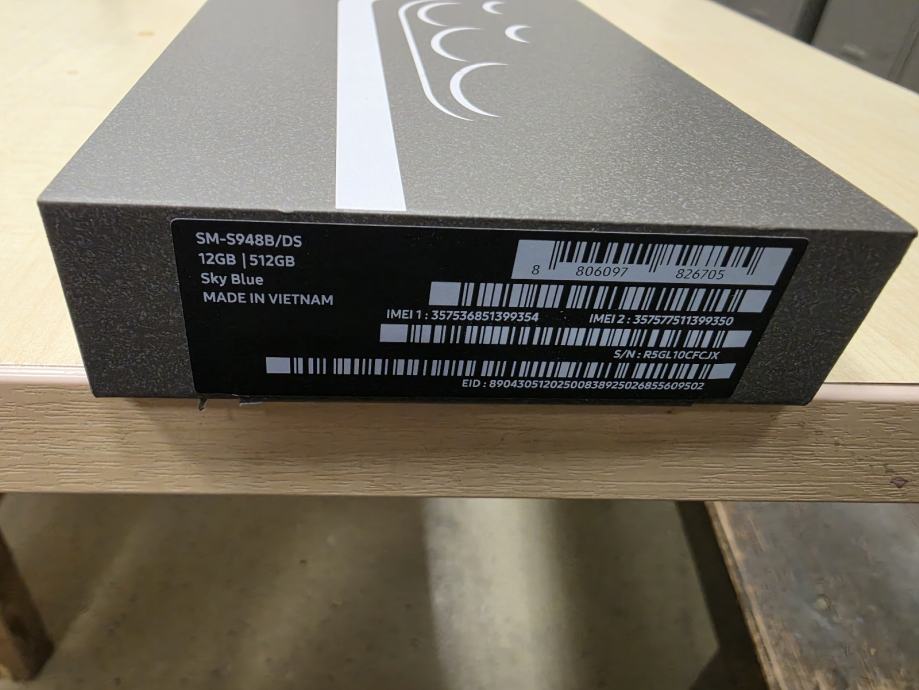 SM-S948B/DS
12GB | 512GB
Sky Blue
MADE IN VIETNAM
8 806097 826705
IMEI 1 : 357536851399354 IMEI 2 : 357577511399350
S/N : R5GL10CFCJX
EID : 89043051202500838925026855609502